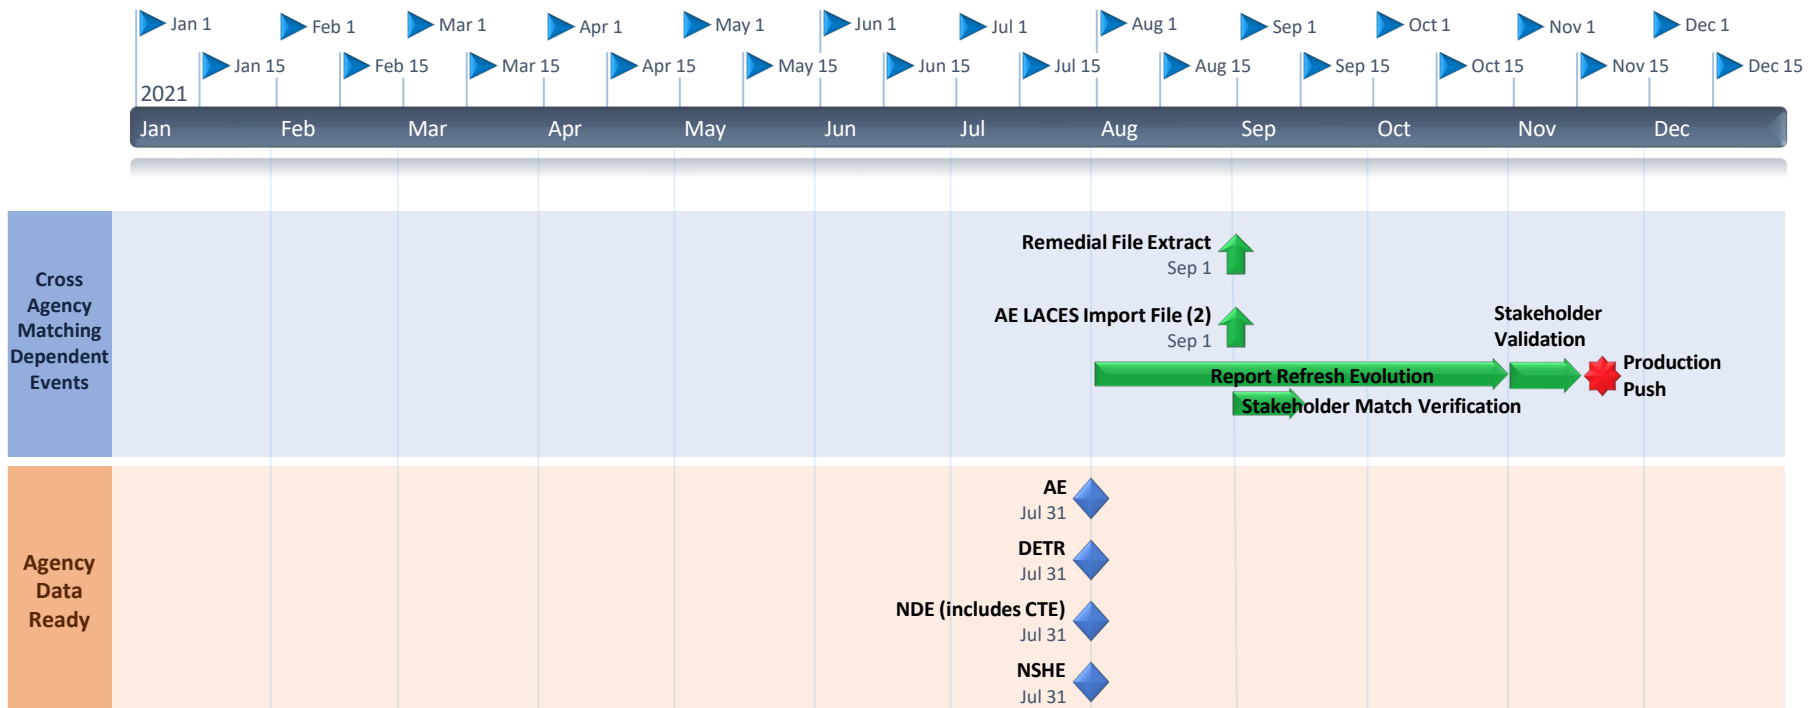 Jan 1
Feb 1
Mar 1
Apr 1
May 1
Jun 1
Jul 1
Aug 1
Sep 1
Oct 1
Nov 1
Dec 1
Jan 15
Feb 15
Mar 15
Apr 15
May 15
Jun 15
Jul 15
Aug 15
Sep 15
Oct 15
Nov 15
Dec 15
2021
Jan
Feb
Mar
Apr
May
Jun
Jul
Aug
Sep
Oct
Nov
Dec
Cross
Agency
Matching
Dependent
Events
Remedial File Extract
Sep 1
AE LACES Import File (2)
Sep 1
Stakeholder
Validation
Report Refresh Evolution
Production
Push
Stakeholder Match Verification
Agency
Data
Ready
AE
Jul 31
DETR
Jul 31
NDE (includes CTE)
Jul 31
NSHE
Jul 31